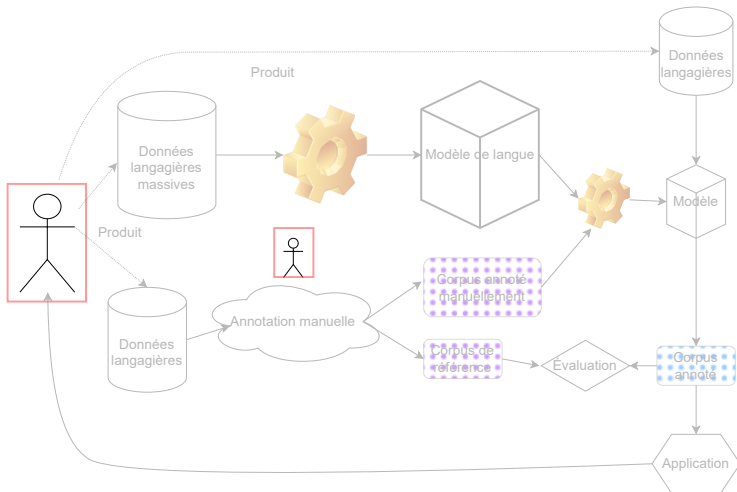 Données
langagières
Produit
Données
langagières
massives
Modèle de langue
Modèle
Produit
Corpus annoté
manuellement
Annotation manuelle
Données
langagières
Corpus de
référence
Évaluation
Corpus
annoté
Application